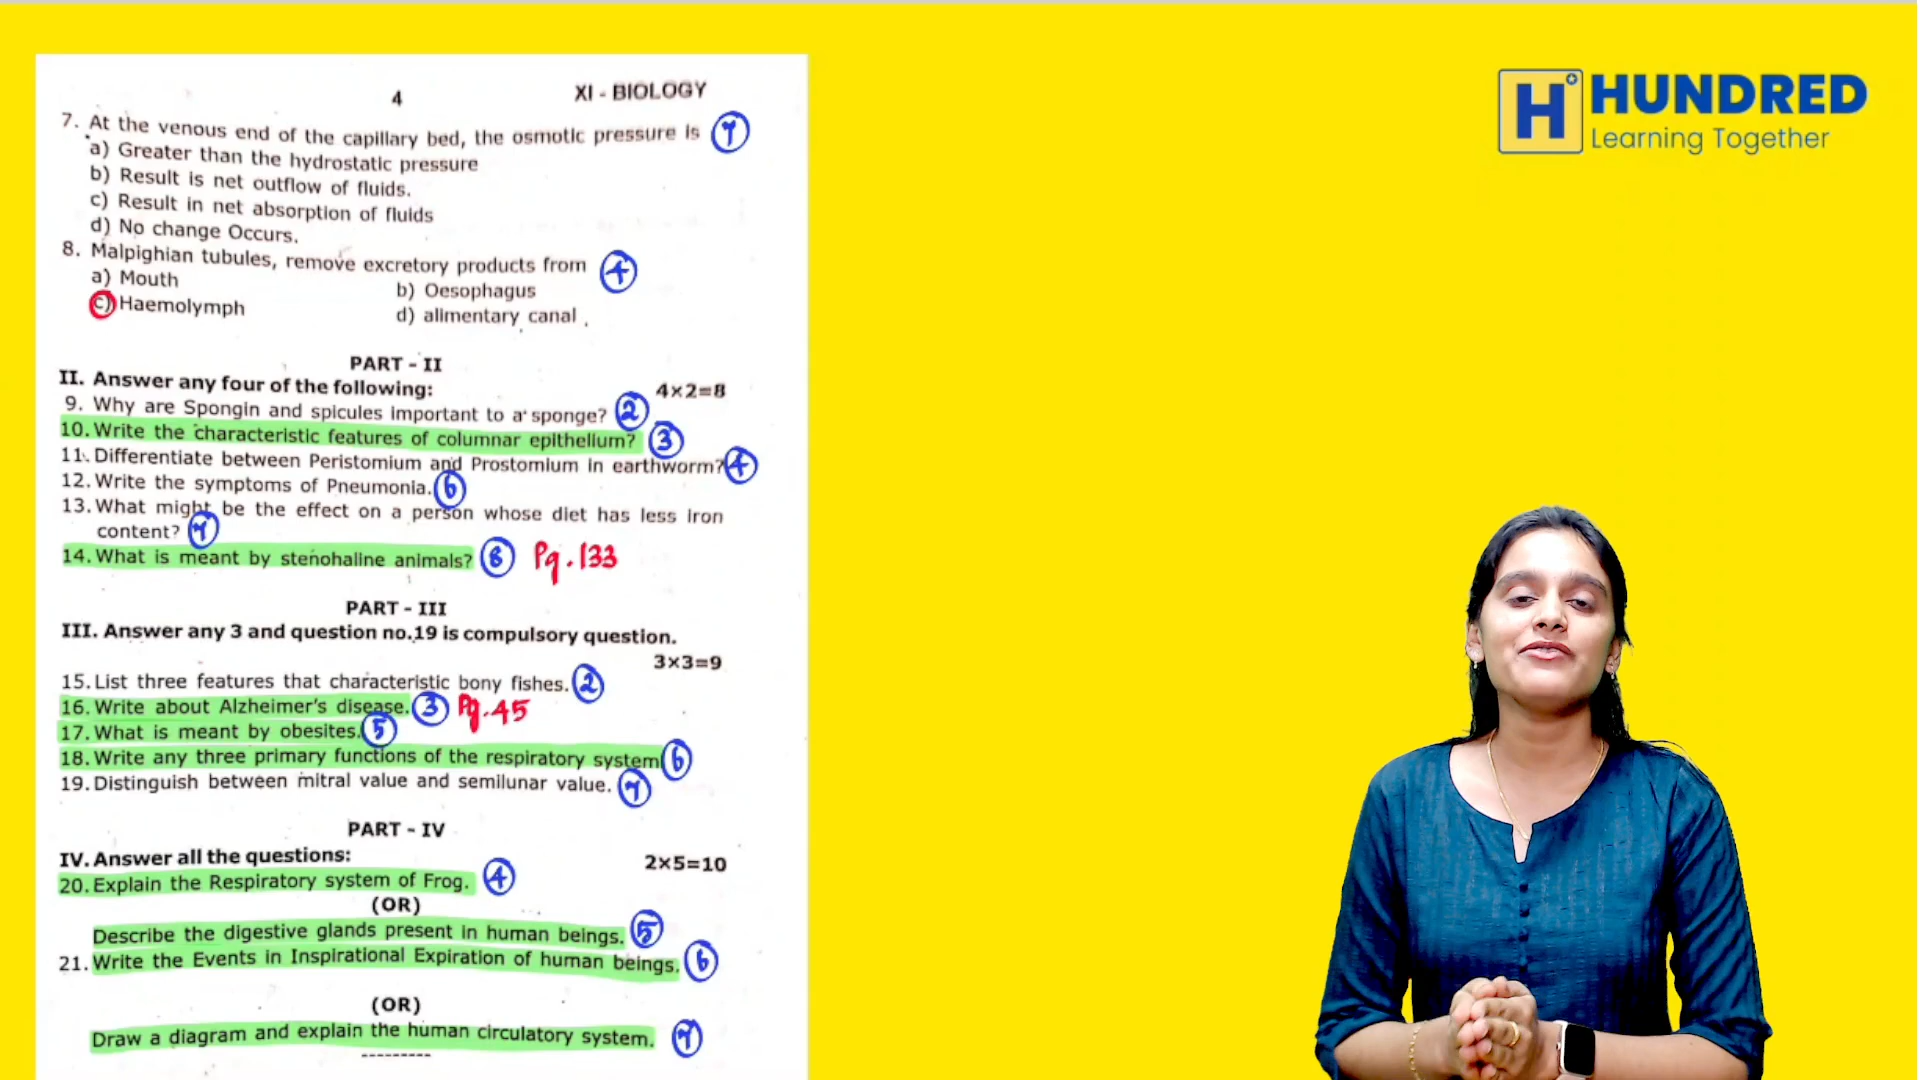 4 XI - BIOLOGY
7. At the venous end of the capillary bed, the osmotic pressure is 7
a) Greater than the hydrostatic pressure
b) Result is net outflow of fluids.
c) Result in net absorption of fluids
d) No change Occurs.
8. Malpighian tubules, remove excretory products from 4
a) Mouth b) Oesophagus
c) Haemolymph d) alimentary canal .
PART - II
II. Answer any four of the following: 4×2=8
9. Why are Spongin and spicules important to a sponge? 2
10. Write the characteristic features of columnar epithelium? 3
11. Differentiate between Peristomium and Prostomium in earthworm? 4
12. Write the symptoms of Pneumonia. 6
13. What might be the effect on a person whose diet has less iron
content? 7
14. What is meant by stenohaline animals? 8 Pg. 133
PART - III
III. Answer any 3 and question no.19 is compulsory question.
3×3=9
15. List three features that characteristic bony fishes. 2
16. Write about Alzheimer's disease. 3 Pg. 45
17. What is meant by obesites. 5
18. Write any three primary functions of the respiratory system 6
19. Distinguish between mitral value and semilunar value. 7
PART - IV
IV. Answer all the questions: 2×5=10
20. Explain the Respiratory system of Frog. 4
(OR)
Describe the digestive glands present in human beings. 5
21. Write the Events in Inspirational Expiration of human beings. 6
(OR)
Draw a diagram and explain the human circulatory system. 7
---------
H HUNDRED
Learning Together